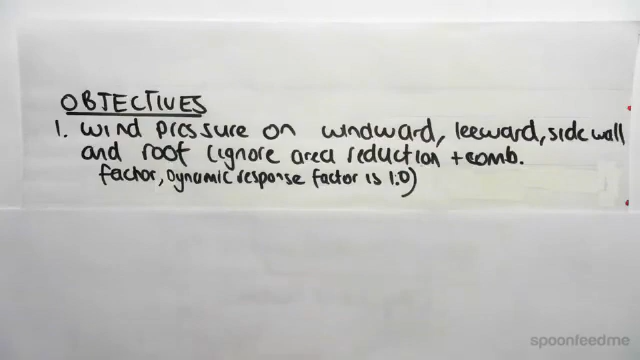 OBJECTIVES
1. wind pressure on windward, leeward, side wall
and roof (ignore area reduction + comb.
factor, Dynamic response factor is 1.0)
spoonfeedme